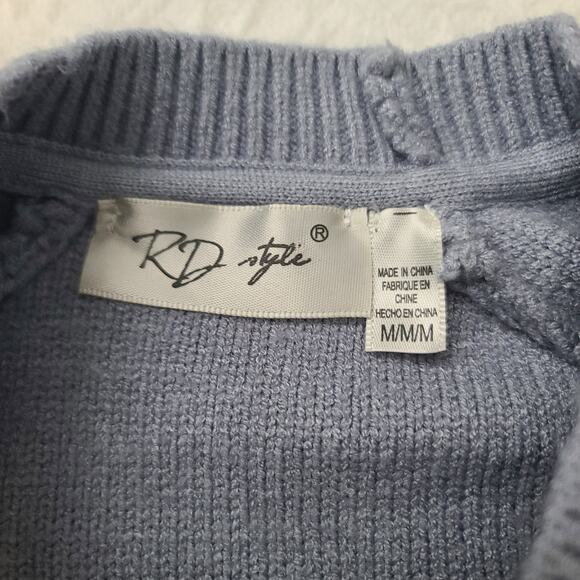 RD style®
MADE IN CHINA
FABRIQUE EN
CHINE
HECHO EN CHINA
M/M/M